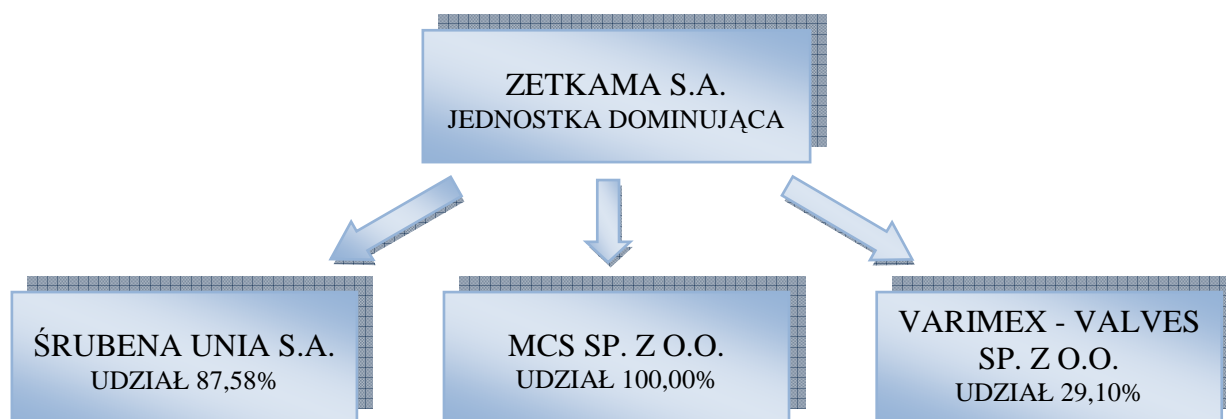 ZETKAMA S.A.
JEDNOSTKA DOMINUJĄCA
ŚRUBENA UNIA S.A.
UDZIAŁ 87,58%
MCS SP. Z O.O.
UDZIAŁ 100,00%
VARIMEX - VALVES
SP. Z O.O.
UDZIAŁ 29,10%